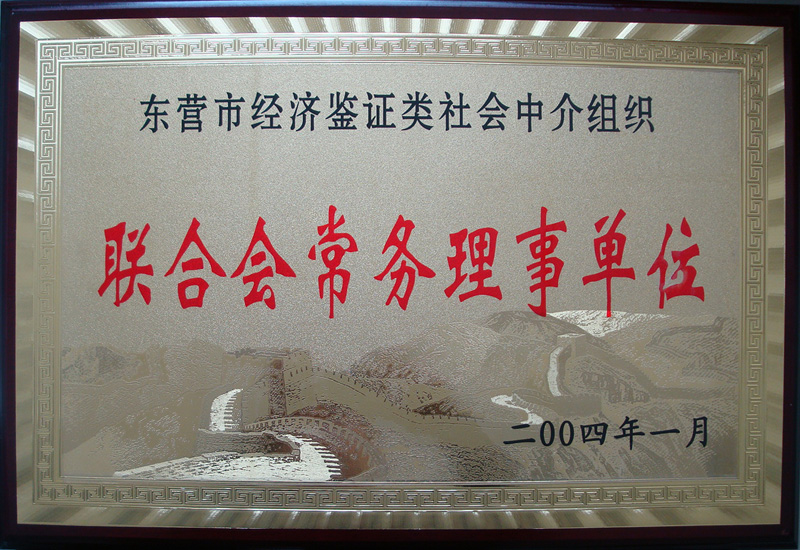 东营市经济鉴证类社会中介组织
联合会常务理事单位
二00四年一月